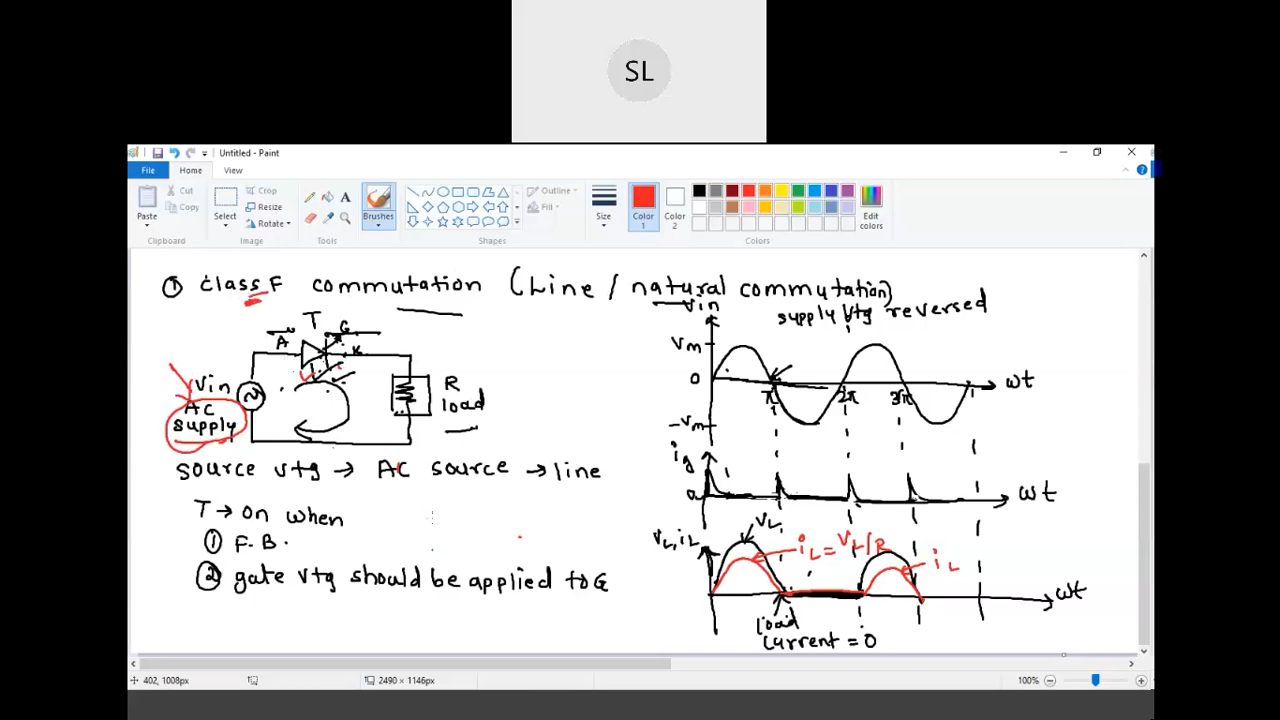 SL
Untitled - Paint
File Home View
Paste
Cut
Copy
Clipboard
Select
Crop
Resize
Rotate
Image
A
Tools
Brushes
Outline
Fill
Shapes
Size
Color 1
Color 2
Edit colors
Colors
① class F commutation (Line / natural commutation)
T
A
G
K
Vin
AC
supply
R
load
source vtg → AC source → line
T → on when
① F.B.
② gate vtg should be applied to G
Vin
supply vtg reversed
Vm
0
-Vm
π
2π
3π
wt
ig
0
wt
VL, iL
VL
iL = VL/R
iL
wt
load
current = 0
402, 1008px
2490 × 1146px
100%